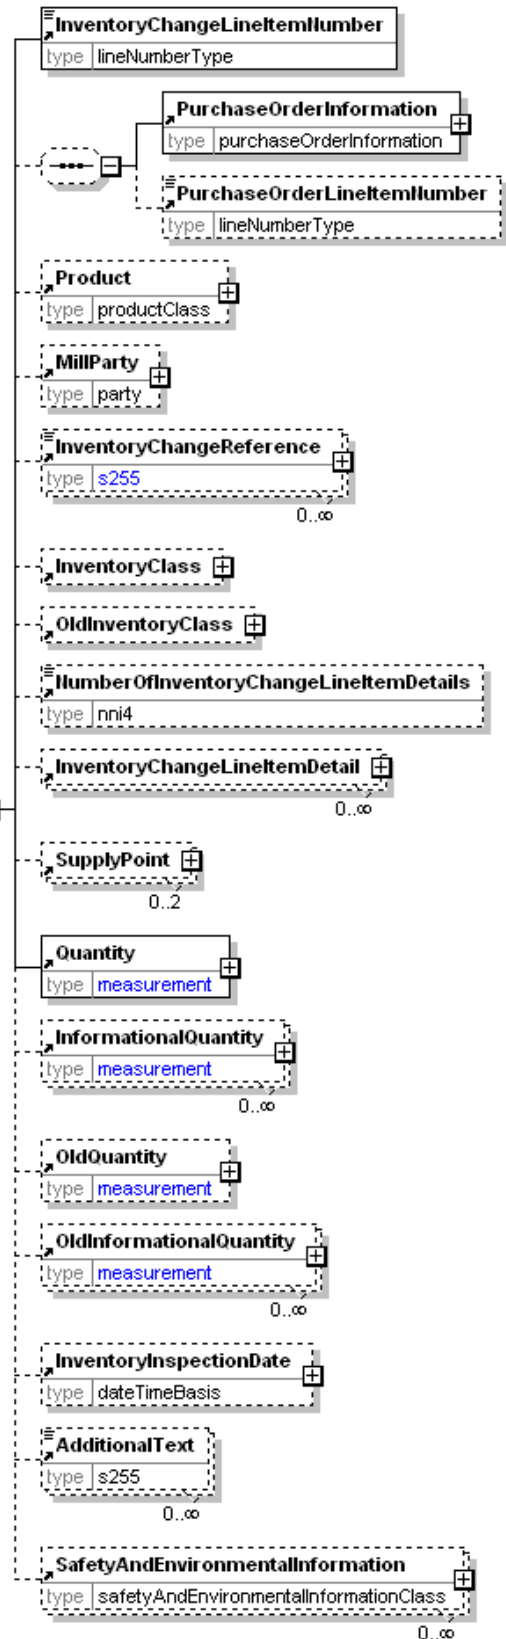 InventoryChangeLineItemNumber
type lineNumberType
PurchaseOrderInformation
type purchaseOrderInformation
PurchaseOrderLineItemNumber
type lineNumberType
Product
type productClass
MillParty
type party
InventoryChangeReference
type s255
0..∞
InventoryClass
OldInventoryClass
NumberOfInventoryChangeLineItemDetails
type nni4
InventoryChangeLineItemDetail
0..∞
SupplyPoint
0..2
Quantity
type measurement
InformationalQuantity
type measurement
0..∞
OldQuantity
type measurement
OldInformationalQuantity
type measurement
0..∞
InventoryInspectionDate
type dateTimeBasis
AdditionalText
type s255
0..∞
SafetyAndEnvironmentalInformation
type safetyAndEnvironmentalInformationClass
0..∞